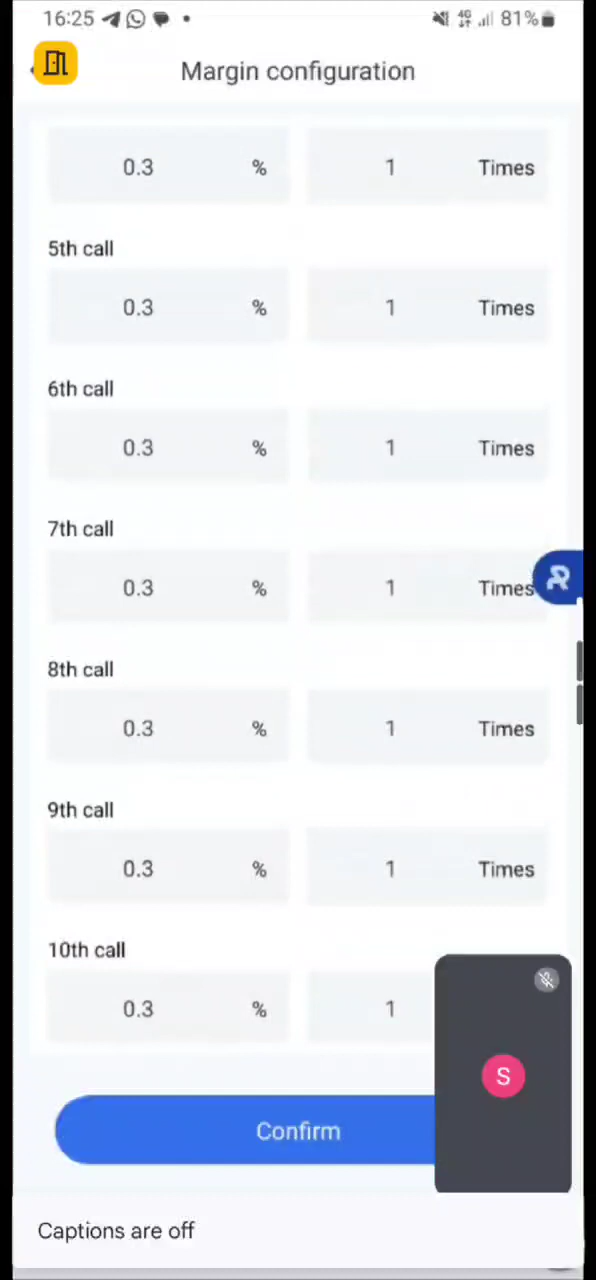 16:25 4G 81%
Margin configuration
0.3 % 1 Times
5th call
0.3 % 1 Times
6th call
0.3 % 1 Times
7th call
0.3 % 1 Times
8th call
0.3 % 1 Times
9th call
0.3 % 1 Times
10th call
0.3 % 1
S
Confirm
Captions are off